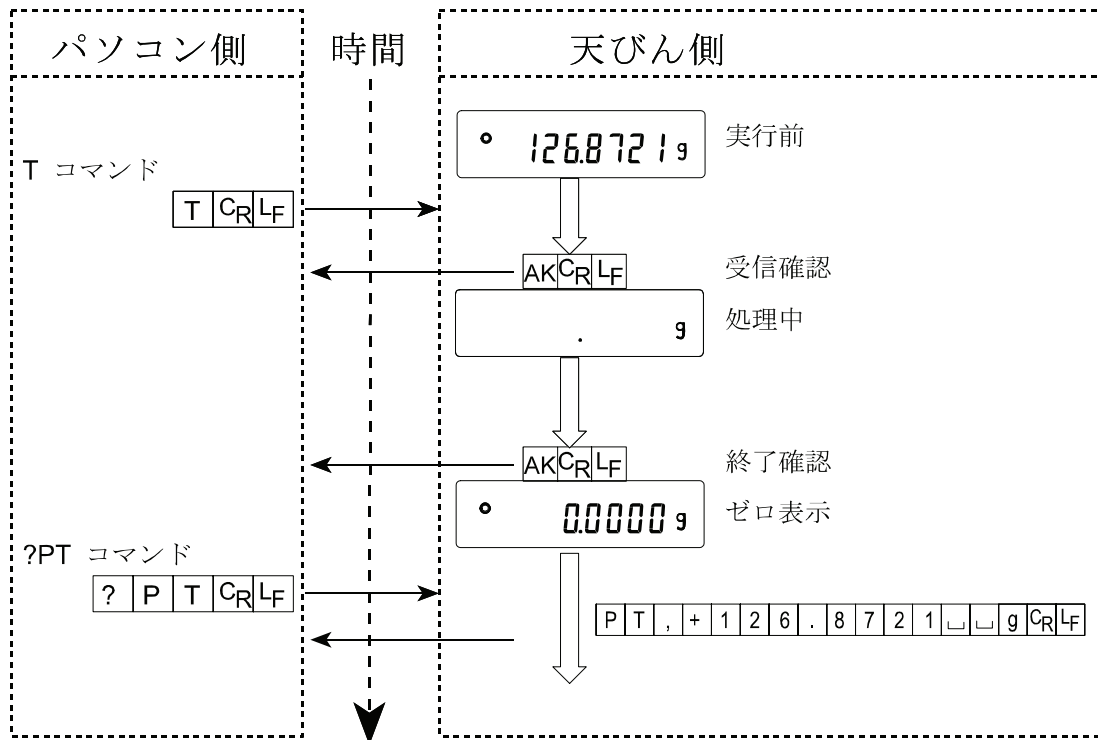 パソコン側
時間
天びん側
126.8721 g
実行前
T コマンド
T CR LF
AK CR LF
受信確認
. g
処理中
AK CR LF
終了確認
0.0000 g
ゼロ表示
?PT コマンド
? P T CR LF
P T , + 1 2 6 . 8 7 2 1 ␣ ␣ g CR LF